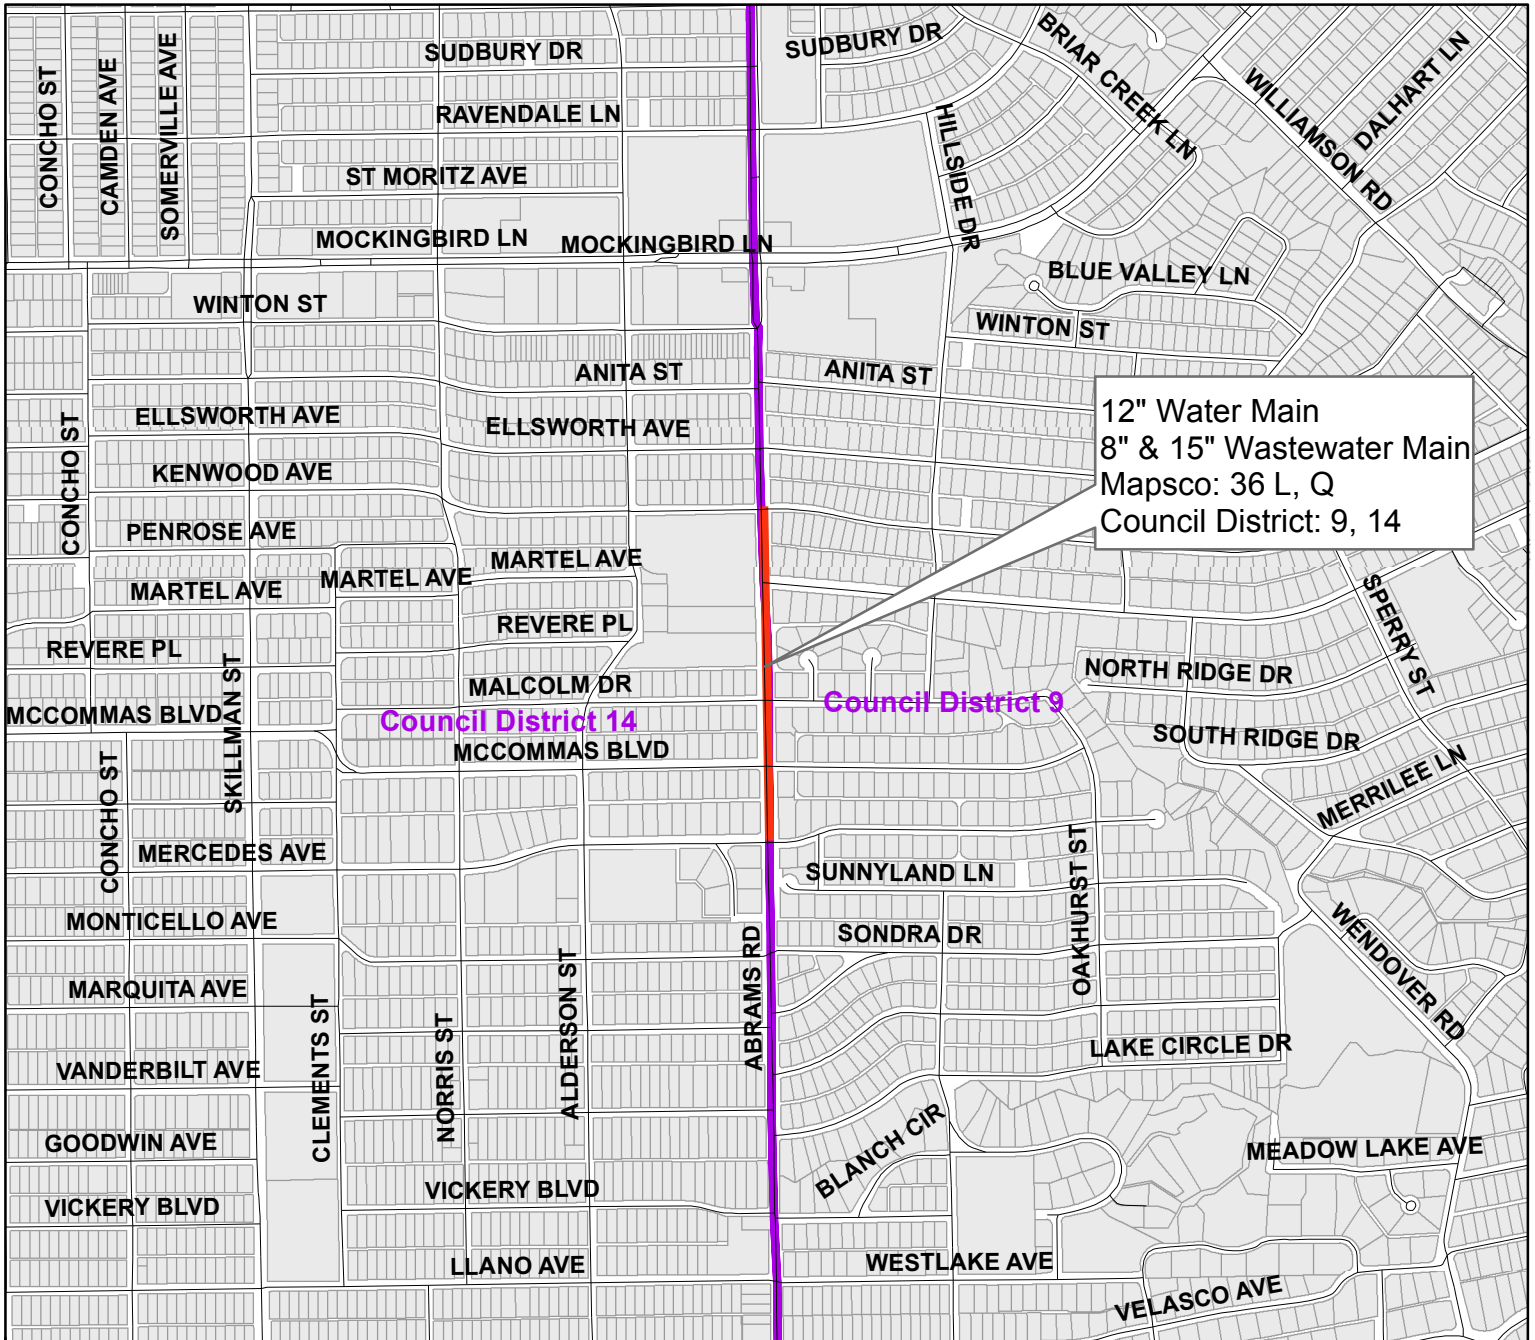 SUDBURY DR
SUDBURY DR
BRIAR CREEK LN
WILLIAMSON RD
DALHART LN
CONCHO ST
CAMDEN AVE
SOMERVILLE AVE
RAVENDALE LN
HILLSIDE DR
ST MORITZ AVE
MOCKINGBIRD LN
MOCKINGBIRD LN
BLUE VALLEY LN
WINTON ST
WINTON ST
ANITA ST
ANITA ST
12" Water Main
8" & 15" Wastewater Main
Mapsco: 36 L, Q
Council District: 9, 14
ELLSWORTH AVE
ELLSWORTH AVE
CONCHO ST
KENWOOD AVE
PENROSE AVE
MARTEL AVE
MARTEL AVE
MARTEL AVE
SPERRY ST
REVERE PL
REVERE PL
NORTH RIDGE DR
MALCOLM DR
SKILLMAN ST
Council District 9
MCCOMMAS BLVD
Council District 14
SOUTH RIDGE DR
MCCOMMAS BLVD
MERRILEE LN
CONCHO ST
MERCEDES AVE
SUNNYLAND LN
OAKHURST ST
MONTICELLO AVE
SONDRA DR
WENDOVER RD
MARQUITA AVE
CLEMENTS ST
NORRIS ST
ALDERSON ST
ABRAMS RD
LAKE CIRCLE DR
VANDERBILT AVE
GOODWIN AVE
BLANCH CIR
MEADOW LAKE AVE
VICKERY BLVD
VICKERY BLVD
LLANO AVE
WESTLAKE AVE
VELASCO AVE